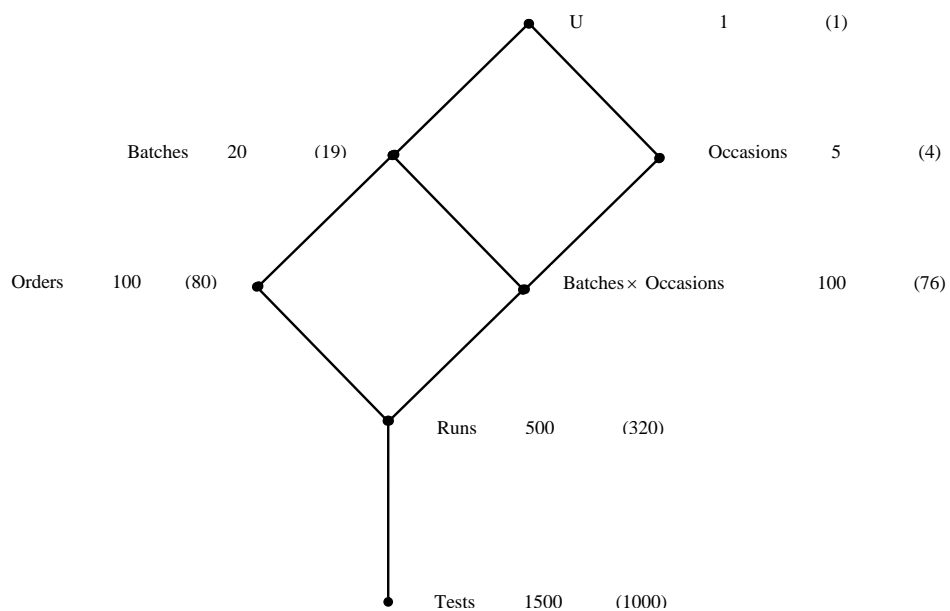 U 1 (1)
Batches 20 (19)
Occasions 5 (4)
Orders 100 (80)
Batches × Occasions 100 (76)
Runs 500 (320)
Tests 1500 (1000)